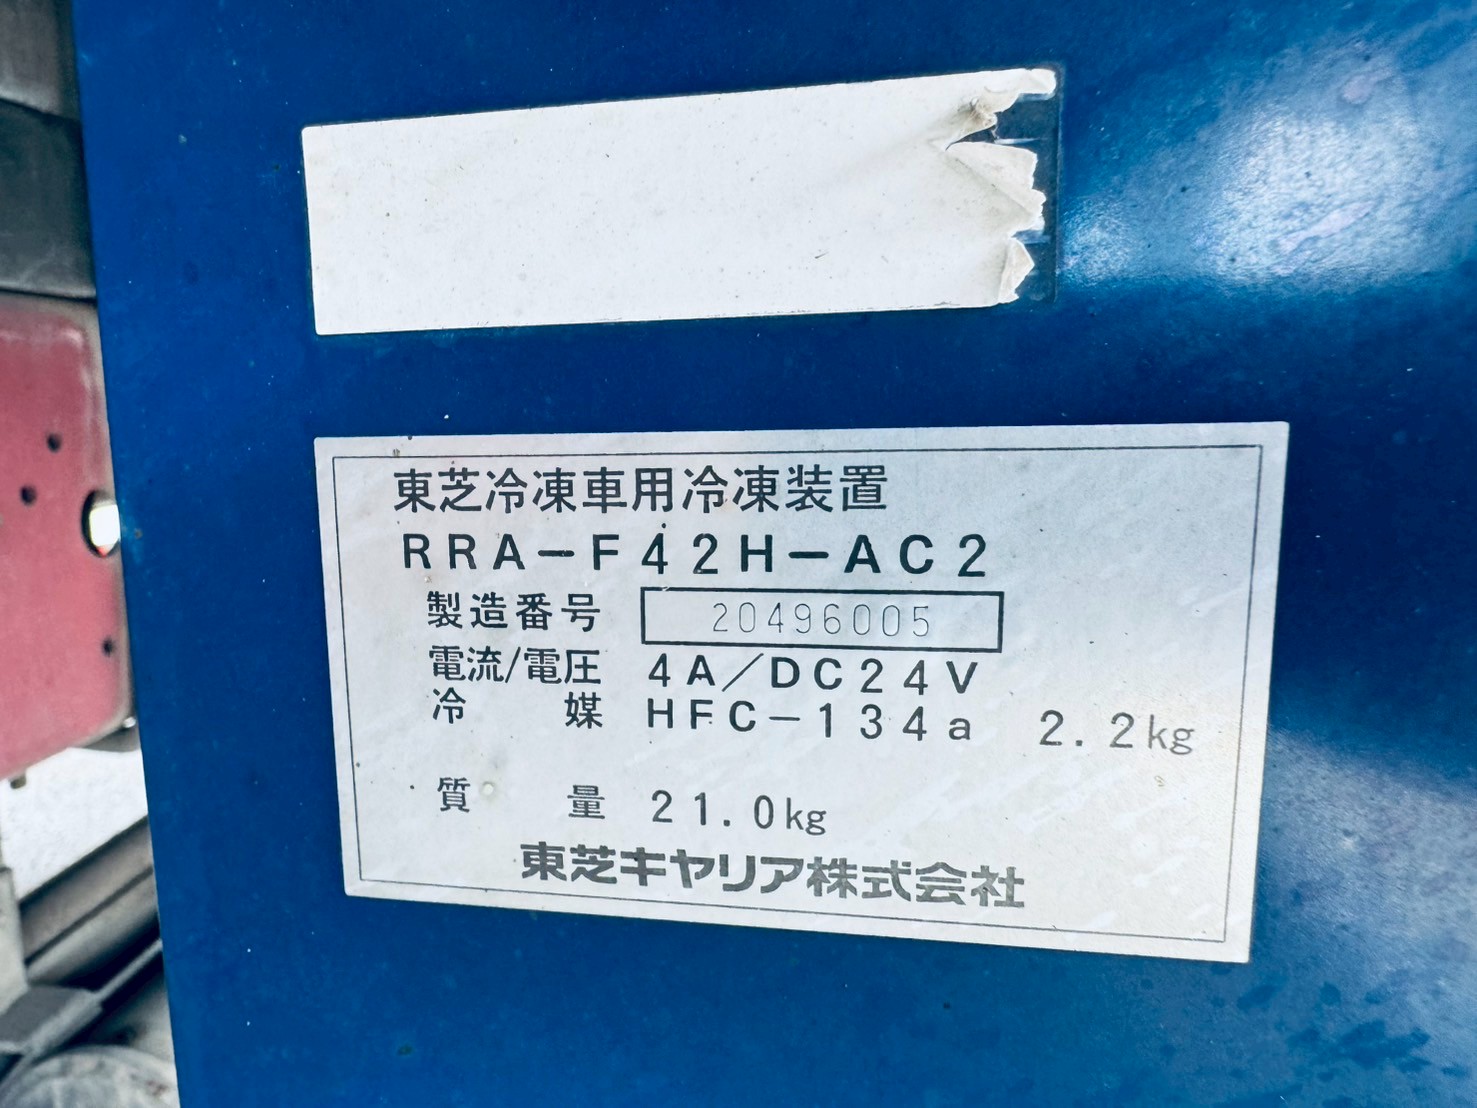 東芝冷凍車用冷凍装置
RRA-F42H-AC2
製造番号 20496005
電流/電圧 4A/DC24V
冷媒 HFC-134a 2.2kg
質量 21.0kg
東芝キヤリア株式会社